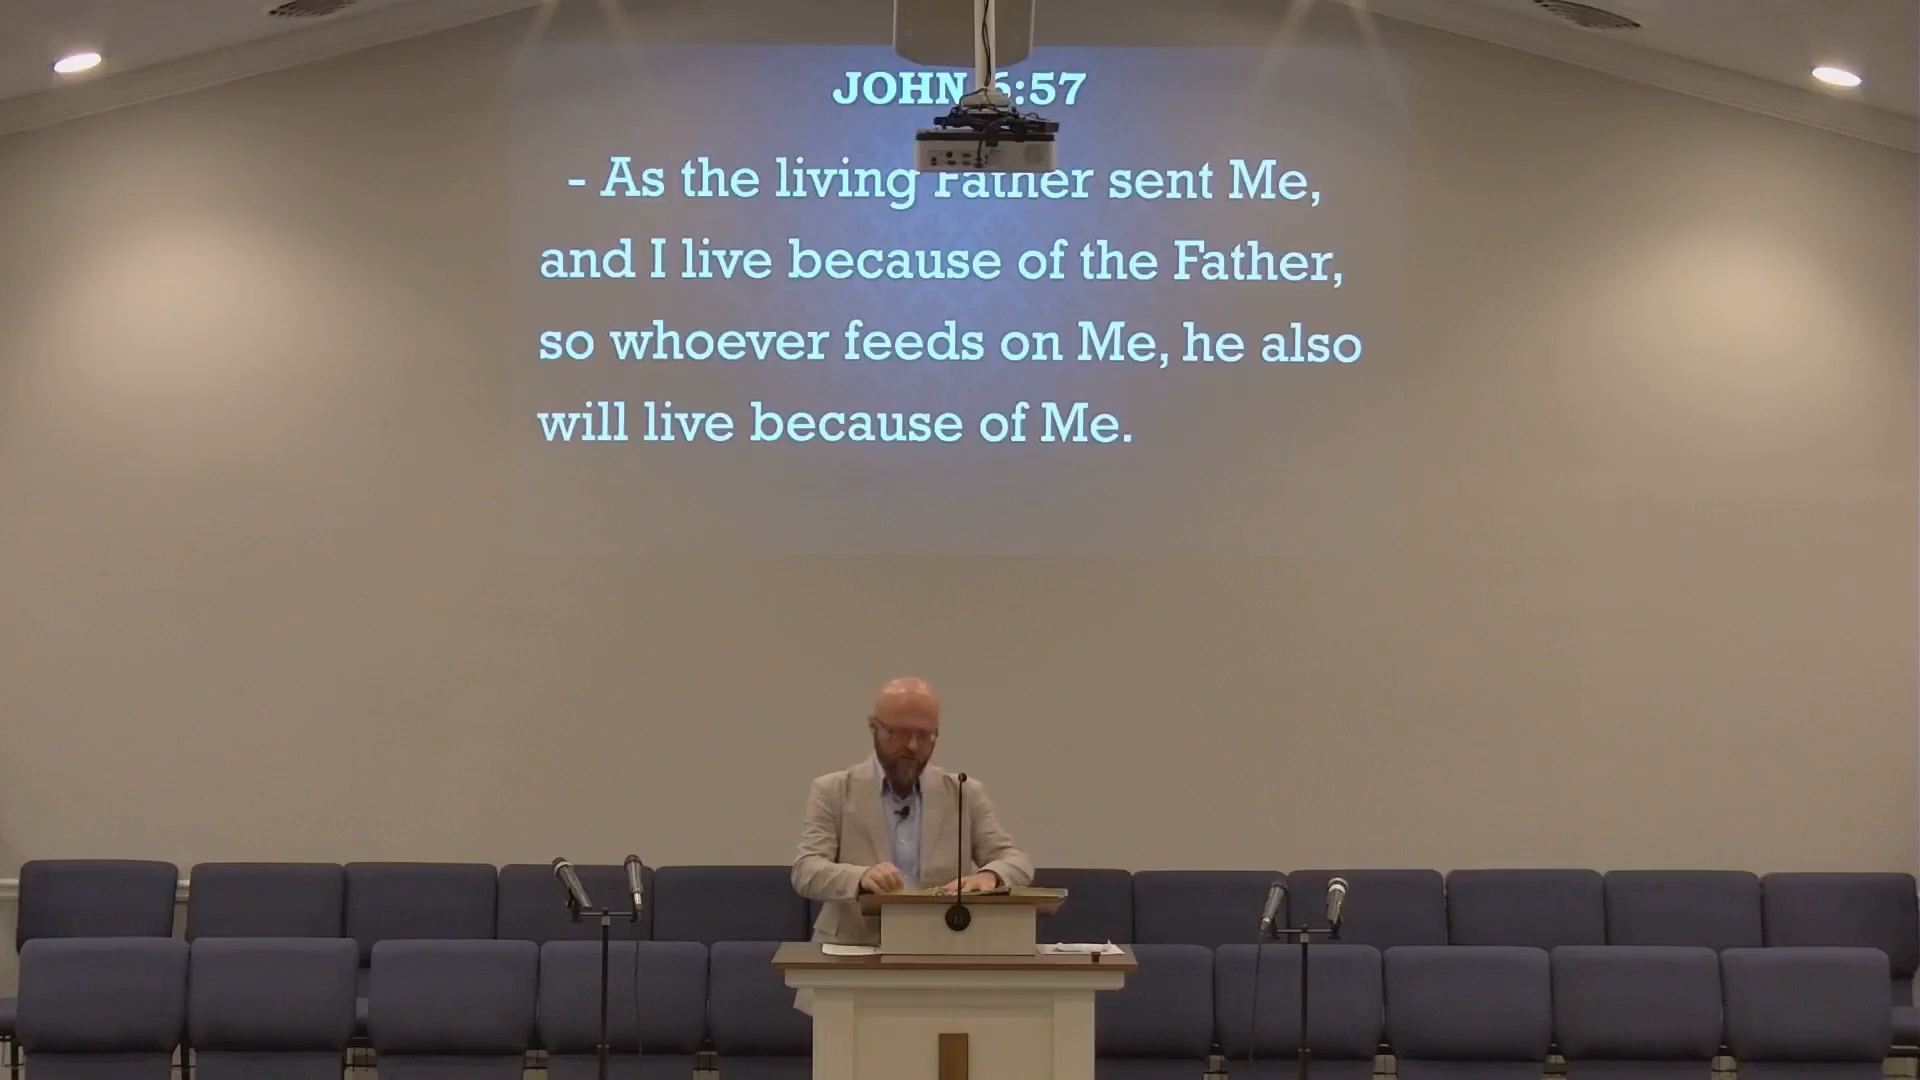 JOHN 6:57
- As the living Father sent Me,
and I live because of the Father,
so whoever feeds on Me, he also
will live because of Me.